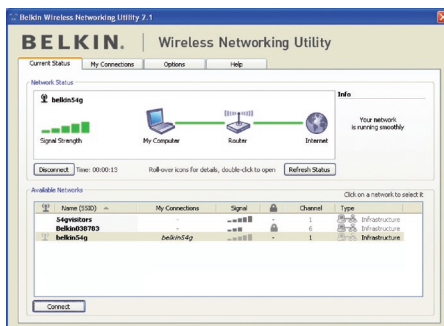 Belkin Wireless Networking Utility 2.1
BELKIN. | Wireless Networking Utility
Current Status My Connections Options Help
Network Status
belkin54g
Signal Strength
My Computer
Router
Internet
Info
Your network
is running smoothly
Disconnect Time: 00:00:13 Roll-over icons for details, double-click to open Refresh Status
Available Networks
Click on a network to select it
Name (SSID) My Connections Signal Channel Type
54gvisitors - - 1 Infrastructure
Belkin038783 - 6 Infrastructure
belkin54g belkin54g - 1 Infrastructure
Connect